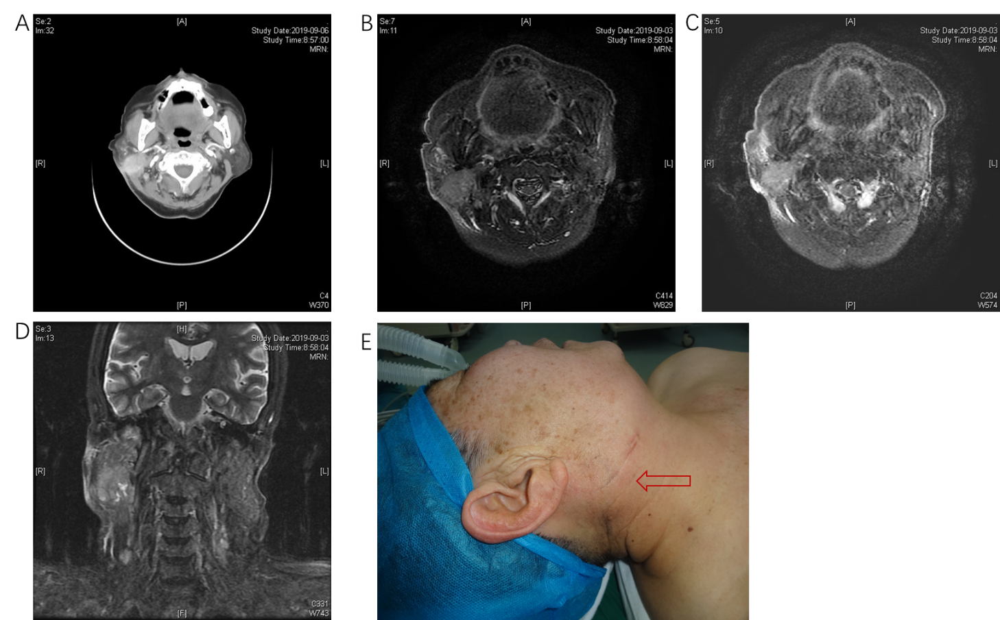 A
Se:2
Im:32
[A]
Study Date:2019-09-06
Study Time:8:57:00
MRN:
[R]
[L]
[P]
C4
W370
B
Se:7
Im:11
[A]
Study Date:2019-09-03
Study Time:8:58:04
MRN:
[R]
[L]
[P]
C414
W829
C
Se:5
Im:10
[A]
Study Date:2019-09-03
Study Time:8:58:04
MRN:
[R]
[L]
[P]
C204
W574
D
Se:3
Im:13
[H]
Study Date:2019-09-03
Study Time:8:58:04
MRN:
[R]
[L]
[F]
C331
W743
E